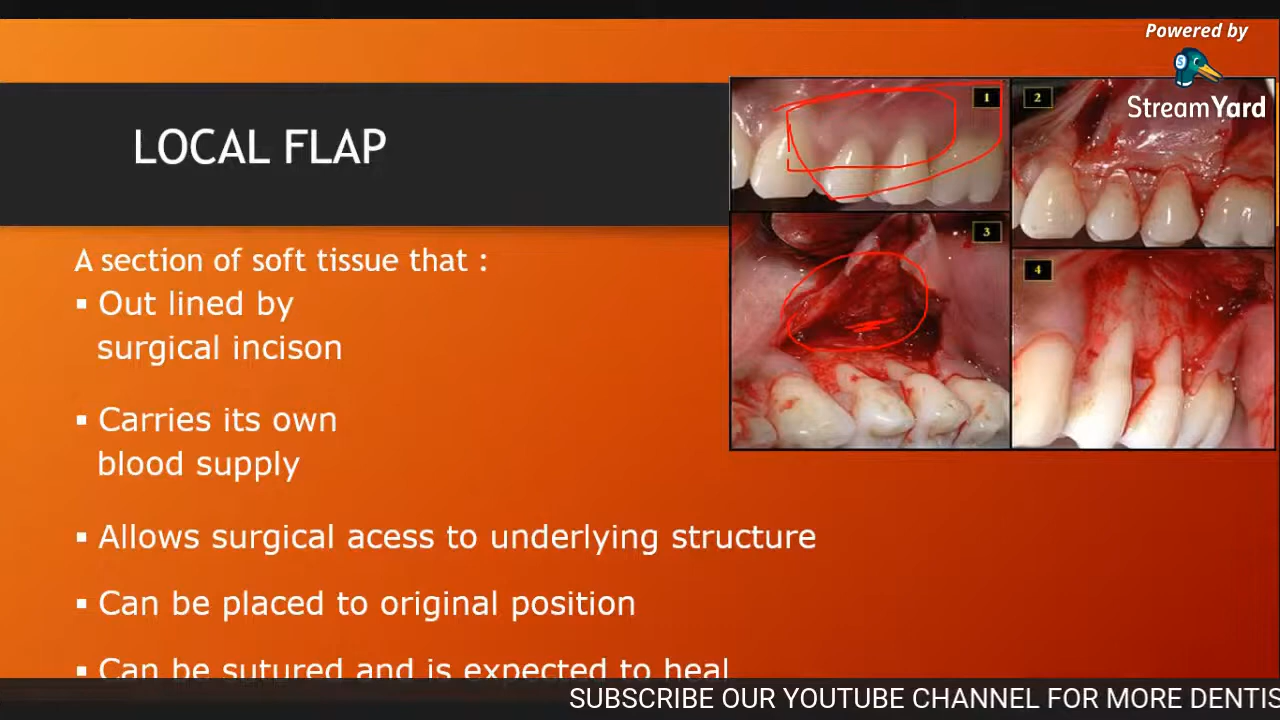 Powered by
StreamYard
LOCAL FLAP
1
2
3
4
A section of soft tissue that :
▪ Out lined by
surgical incison
▪ Carries its own
blood supply
▪ Allows surgical acess to underlying structure
▪ Can be placed to original position
▪ Can be sutured and is expected to heal
SUBSCRIBE OUR YOUTUBE CHANNEL FOR MORE DENTIS